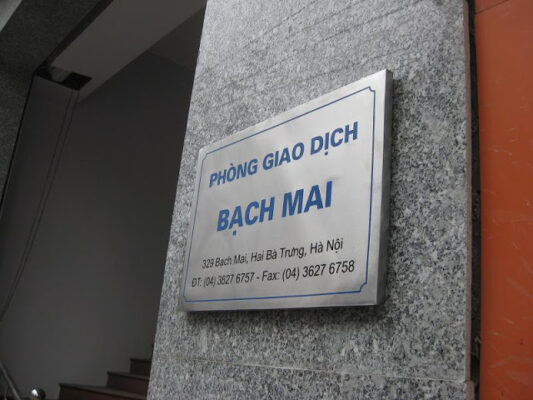 PHÒNG GIAO DỊCH
BẠCH MAI
329 Bạch Mai, Hai Bà Trưng, Hà Nội
ĐT: (04) 3627 6757 - Fax: (04) 3627 6758